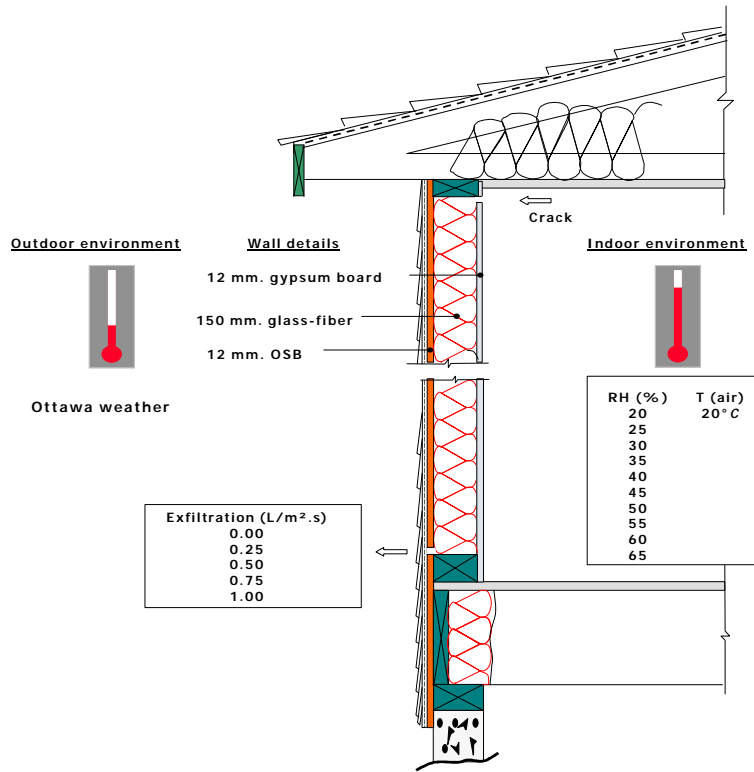 Crack
Outdoor environment
Wall details
Indoor environment
12 mm. gypsum board
150 mm. glass-fiber
12 mm. OSB
Ottawa weather
RH (%) T (air)
20 20°C
25
30
35
40
45
50
55
60
65
Exfiltration (L/m².s)
0.00
0.25
0.50
0.75
1.00